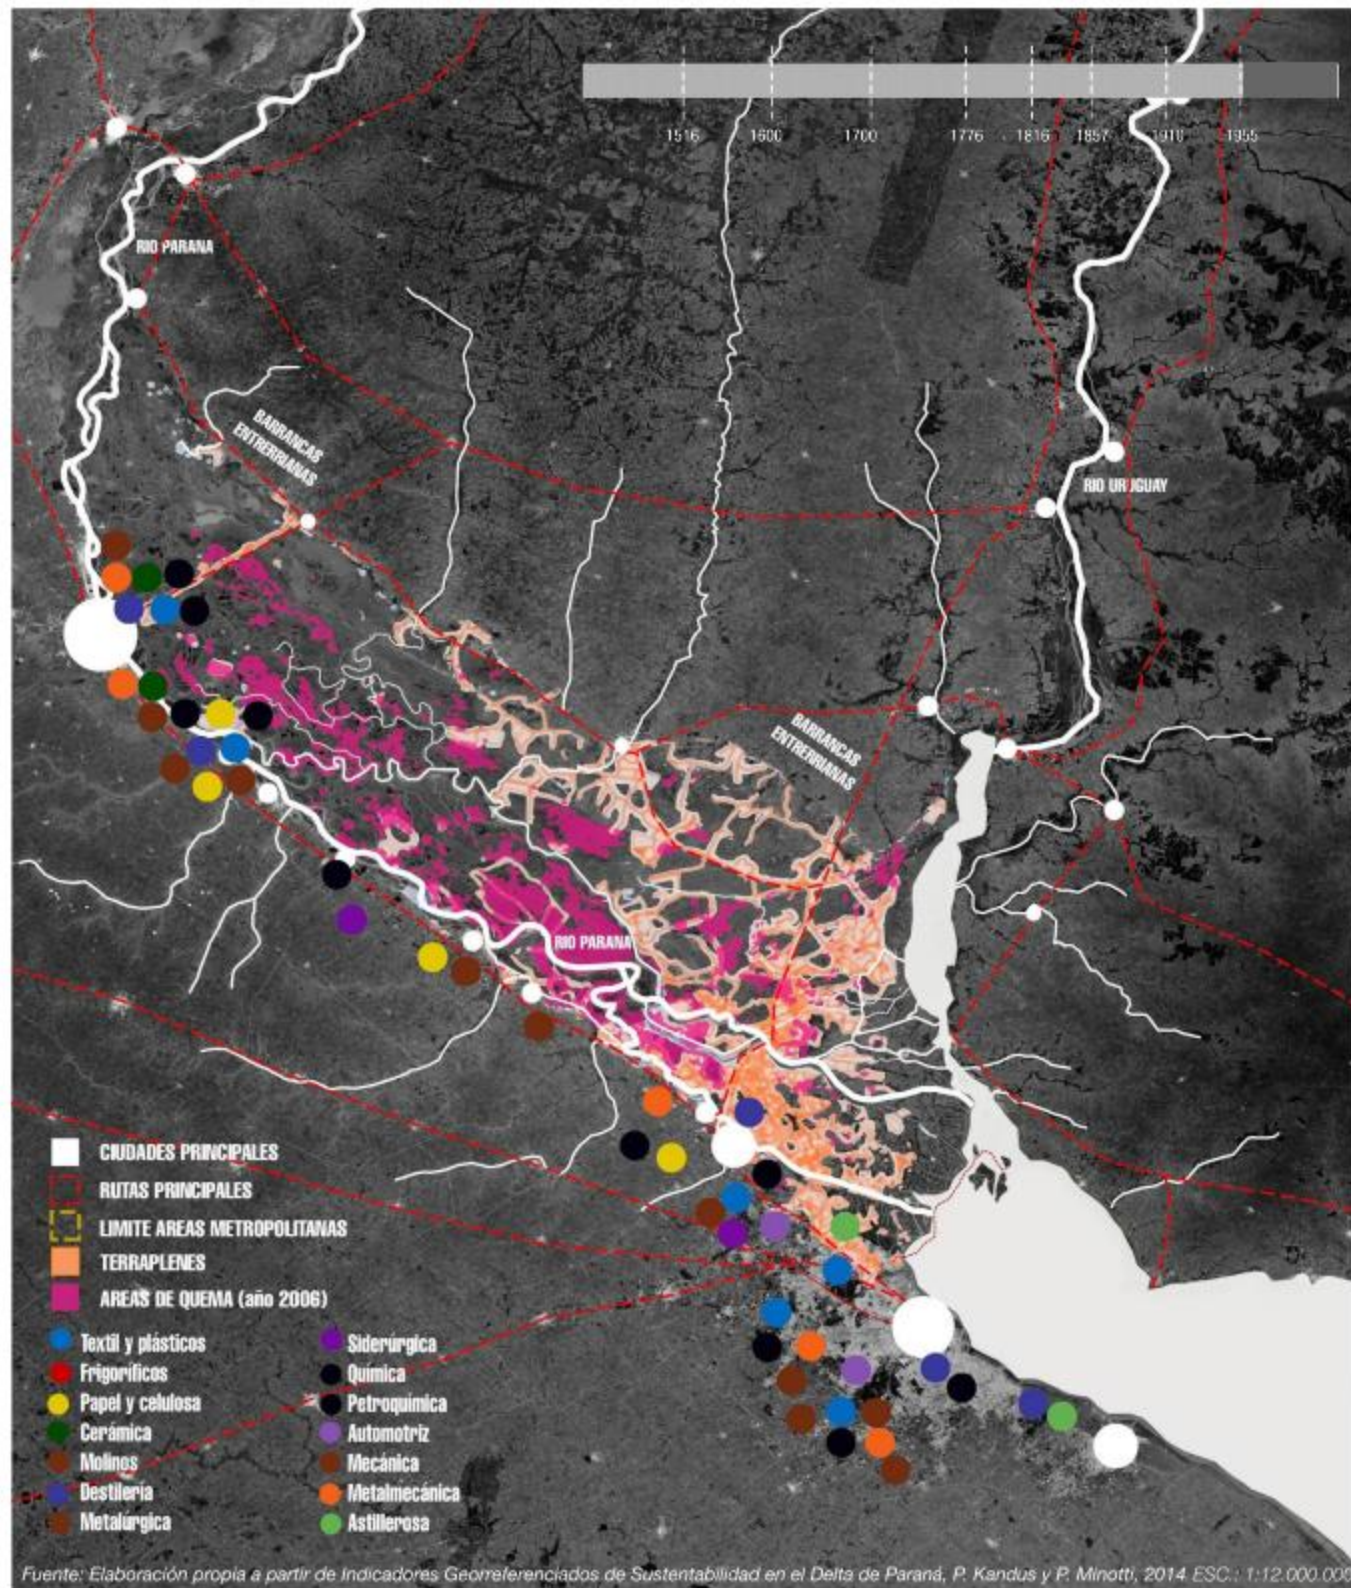 1516 1600 1700 1776 1816 1857 1910 1955
RIO PARANA
BARRANCAS
ENTRERRIANAS
RIO URUGUAY
BARRANCAS
ENTRERRIANAS
RIO PARANA
CIUDADES PRINCIPALES
RUTAS PRINCIPALES
LIMITE AREAS METROPOLITANAS
TERRAPLENES
AREAS DE QUEMA (año 2006)
Textil y plásticos
Frigoríficos
Papel y celulosa
Cerámica
Molinos
Destilería
Metalúrgica
Siderúrgica
Química
Petroquímica
Automotriz
Mecánica
Metalmecánica
Astillerosa
Fuente: Elaboración propia a partir de Indicadores Georreferenciados de Sustentabilidad en el Delta de Paraná, P. Kandus y P. Minotti, 2014 ESC.: 1:12.000.000